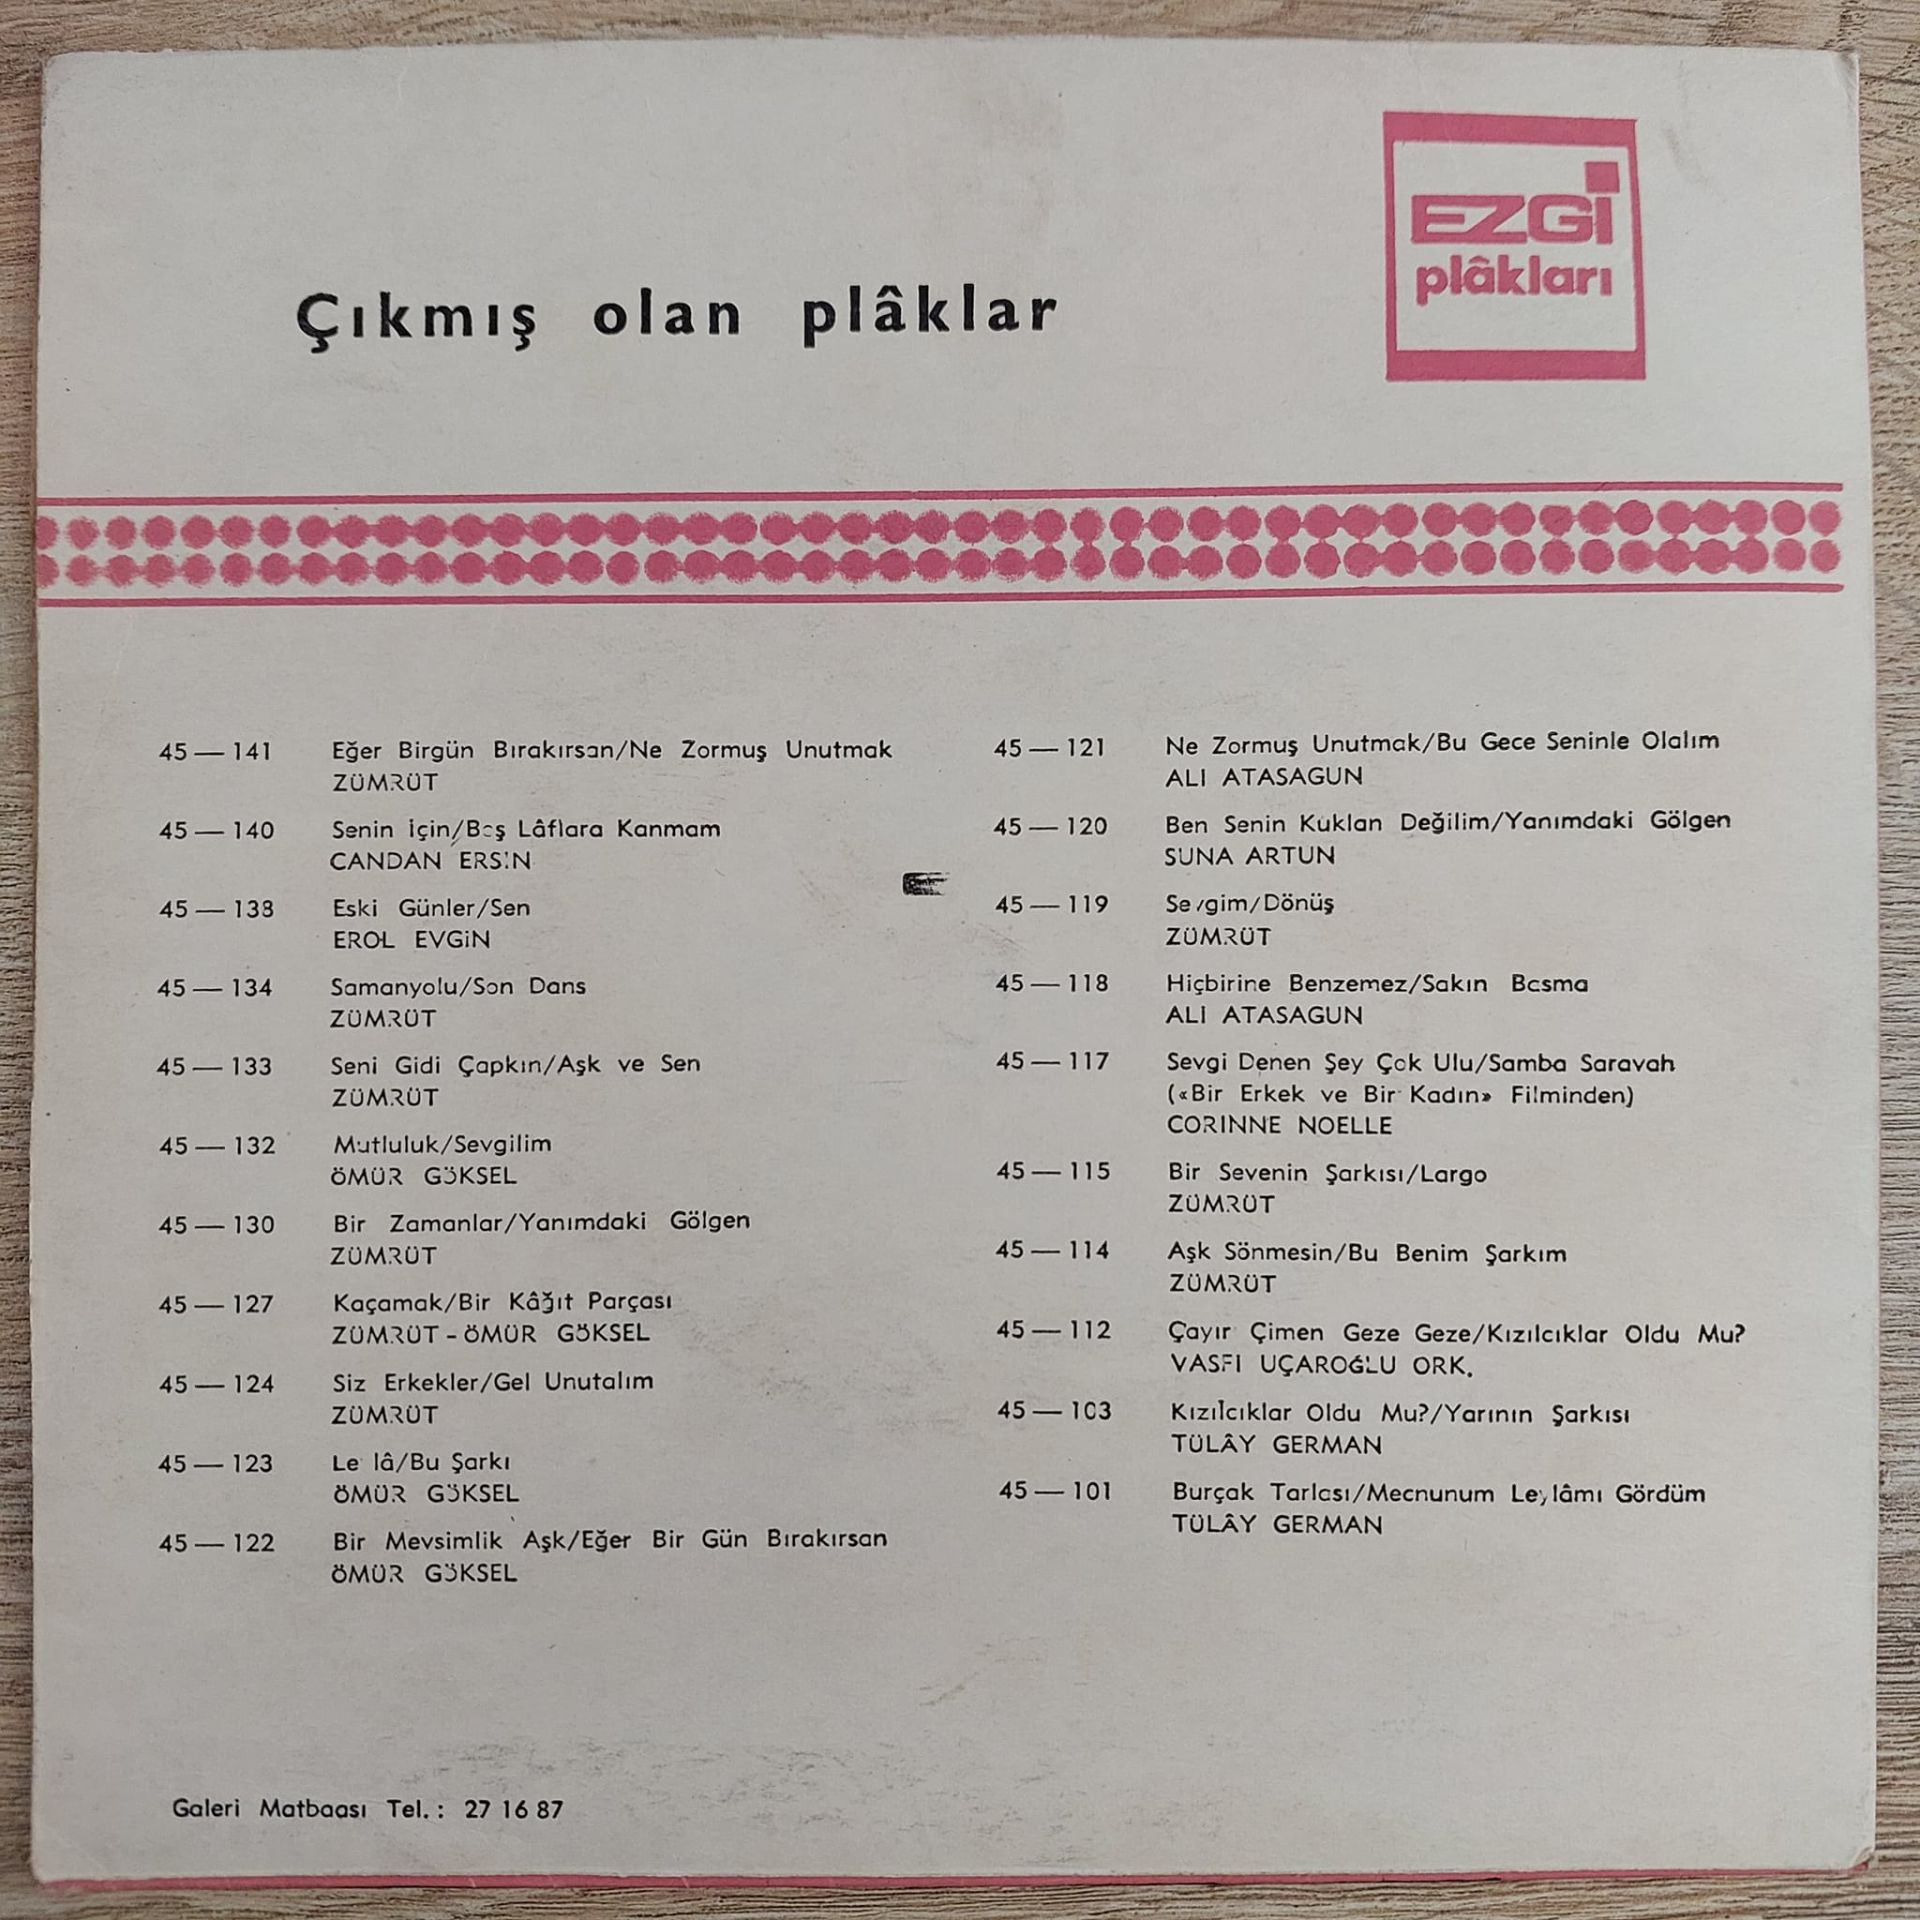 EZGİ
plâkları
Çıkmış olan plâklar
45 — 141 Eğer Birgün Bırakırsan/Ne Zormuş Unutmak
ZÜMRÜT
45 — 140 Senin İçin/Boş Lâflara Kanmam
CANDAN ERSİN
45 — 138 Eski Günler/Sen
EROL EVGİN
45 — 134 Samanyolu/Son Dans
ZÜMRÜT
45 — 133 Seni Gidi Çapkın/Aşk ve Sen
ZÜMRÜT
45 — 132 Mutluluk/Sevgilim
ÖMÜR GÖKSEL
45 — 130 Bir Zamanlar/Yanımdaki Gölgen
ZÜMRÜT
45 — 127 Kaçamak/Bir Kâğıt Parçası
ZÜMRÜT - ÖMÜR GÖKSEL
45 — 124 Siz Erkekler/Gel Unutalım
ZÜMRÜT
45 — 123 Leylâ/Bu Şarkı
ÖMÜR GÖKSEL
45 — 122 Bir Mevsimlik Aşk/Eğer Bir Gün Bırakırsan
ÖMÜR GÖKSEL
45 — 121 Ne Zormuş Unutmak/Bu Gece Seninle Olalım
ALI ATASAGUN
45 — 120 Ben Senin Kuklan Değilim/Yanımdaki Gölgen
SUNA ARTUN
45 — 119 Sevgim/Dönüş
ZÜMRÜT
45 — 118 Hiçbirine Benzemez/Sakın Basma
ALI ATASAGUN
45 — 117 Sevgi Denen Şey Çok Ulu/Samba Saravah
(«Bir Erkek ve Bir Kadın» Filminden)
CORINNE NOELLE
45 — 115 Bir Sevenin Şarkısı/Largo
ZÜMRÜT
45 — 114 Aşk Sönmesin/Bu Benim Şarkım
ZÜMRÜT
45 — 112 Çayır Çimen Geze Geze/Kızılcıklar Oldu Mu?
VASFI UÇAROĞLU ORK.
45 — 103 Kızılcıklar Oldu Mu?/Yarının Şarkısı
TÜLÂY GERMAN
45 — 101 Burçak Tarlası/Mecnunum Leylâmı Gördüm
TÜLÂY GERMAN
Galeri Matbaası Tel. : 27 16 87